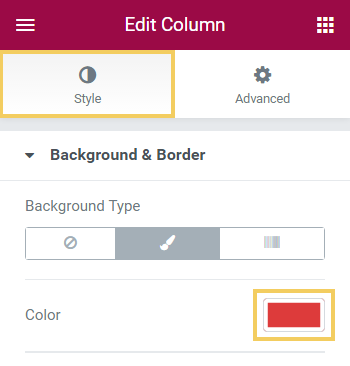 Edit Column
Style Advanced
Background & Border
Background Type
Color